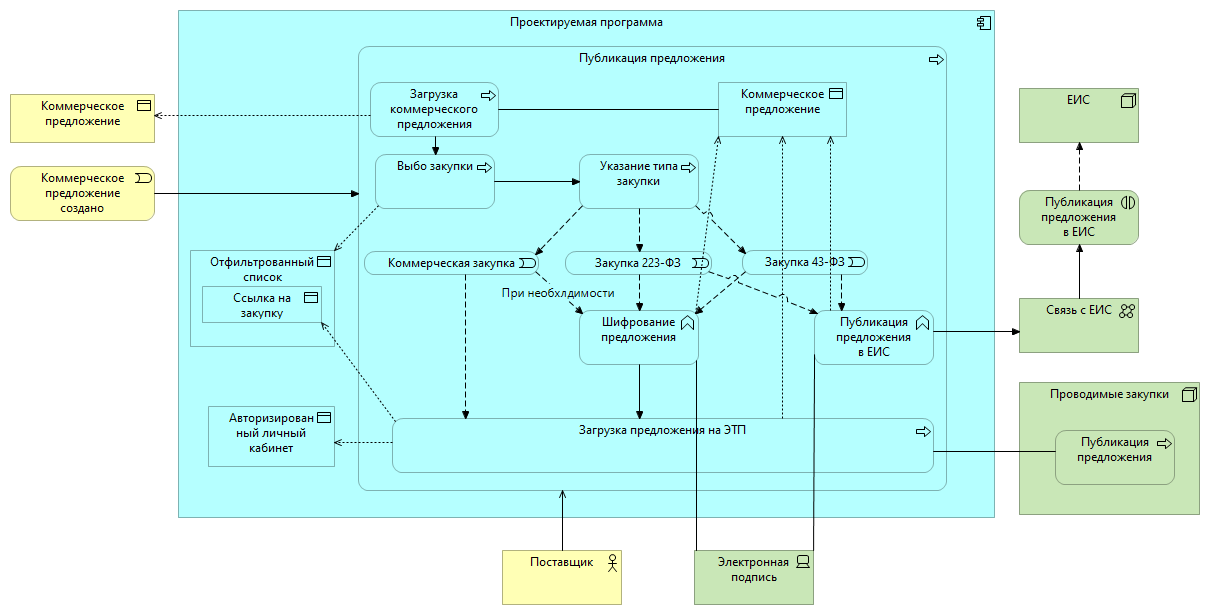 Проектируемая программа
Публикация предложения
Коммерческое
предложение
Коммерческое
предложение
создано
Загрузка
коммерческого
предложения
Коммерческое
предложение
Выбо закупки
Указание типа
закупки
Отфильтрованный
список
Ссылка на
закупку
Коммерческая закупка
Закупка 223-ФЗ
Закупка 43-ФЗ
При необхлдимости
Шифрование
предложения
Публикация
предложения
в ЕИС
Авторизирован
ный личный
кабинет
Загрузка предложения на ЭТП
ЕИС
Публикация
предложения
в ЕИС
Связь с ЕИС
Проводимые закупки
Публикация
предложения
Поставщик
Электронная
подпись